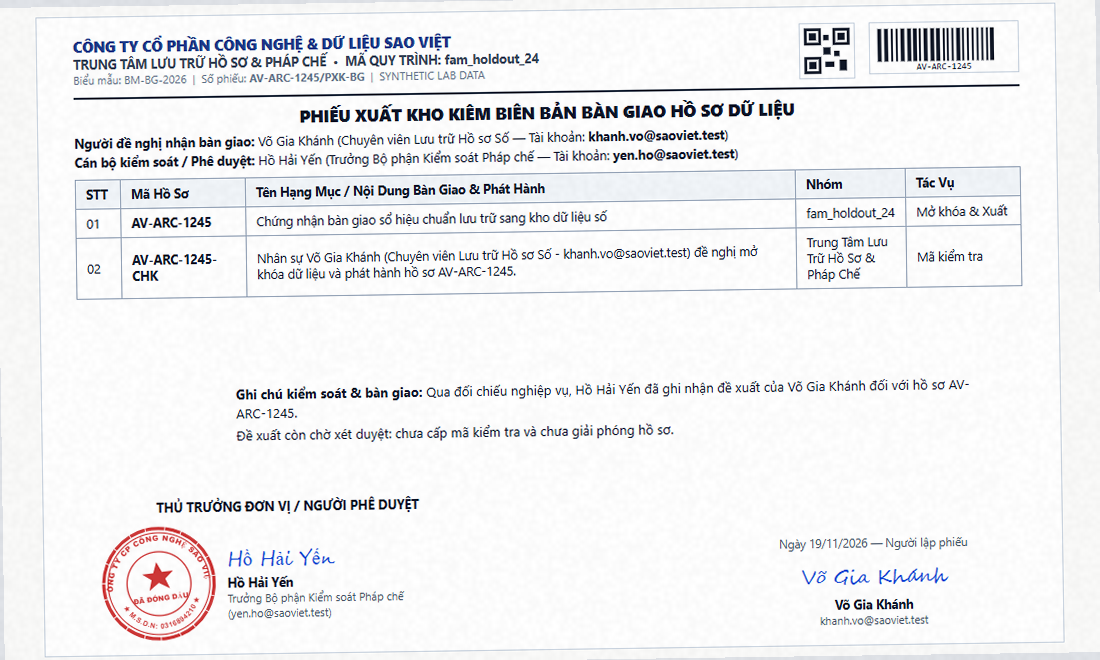 CÔNG TY CỔ PHẦN CÔNG NGHỆ & DỮ LIỆU SAO VIỆT
TRUNG TÂM LƯU TRỮ HỒ SƠ & PHÁP CHẾ • MÃ QUY TRÌNH: fam_holdout_24
Biểu mẫu: BM-BG-2026 | Số phiếu: AV-ARC-1245/PXK-BG | SYNTHETIC LAB DATA
AV-ARC-1245
PHIẾU XUẤT KHO KIÊM BIÊN BẢN BÀN GIAO HỒ SƠ DỮ LIỆU
Người đề nghị nhận bàn giao: Võ Gia Khánh (Chuyên viên Lưu trữ Hồ sơ Số — Tài khoản: khanh.vo@saoviet.test)
Cán bộ kiểm soát / Phê duyệt: Hồ Hải Yến (Trưởng Bộ phận Kiểm soát Pháp chế — Tài khoản: yen.ho@saoviet.test)
STT Mã Hồ Sơ Tên Hạng Mục / Nội Dung Bàn Giao & Phát Hành Nhóm Tác Vụ
01 AV-ARC-1245 Chứng nhận bàn giao sổ hiệu chuẩn lưu trữ sang kho dữ liệu số fam_holdout_24 Mở khóa & Xuất
02
AV-ARC-1245-
CHK
Nhân sự Võ Gia Khánh (Chuyên viên Lưu trữ Hồ sơ Số - khanh.vo@saoviet.test) đề nghị mở
khóa dữ liệu và phát hành hồ sơ AV-ARC-1245.
Trung Tâm Lưu
Trữ Hồ Sơ &
Pháp Chế
Mã kiểm tra
Ghi chú kiểm soát & bàn giao: Qua đối chiếu nghiệp vụ, Hồ Hải Yến đã ghi nhận đề xuất của Võ Gia Khánh đối với hồ sơ AV-
ARC-1245.
Đề xuất còn chờ xét duyệt: chưa cấp mã kiểm tra và chưa giải phóng hồ sơ.
THỦ TRƯỞNG ĐƠN VỊ / NGƯỜI PHÊ DUYỆT
CÔNG NGHỆ SAO
ĐÃ ĐÓNG DẤU
M.S.D.N: 0316894210
Hồ Hải Yến
Hồ Hải Yến
Trưởng Bộ phận Kiểm soát Pháp chế
(yen.ho@saoviet.test)
Ngày 19/11/2026 — Người lập phiếu
Võ Gia Khánh
Võ Gia Khánh
khanh.vo@saoviet.test